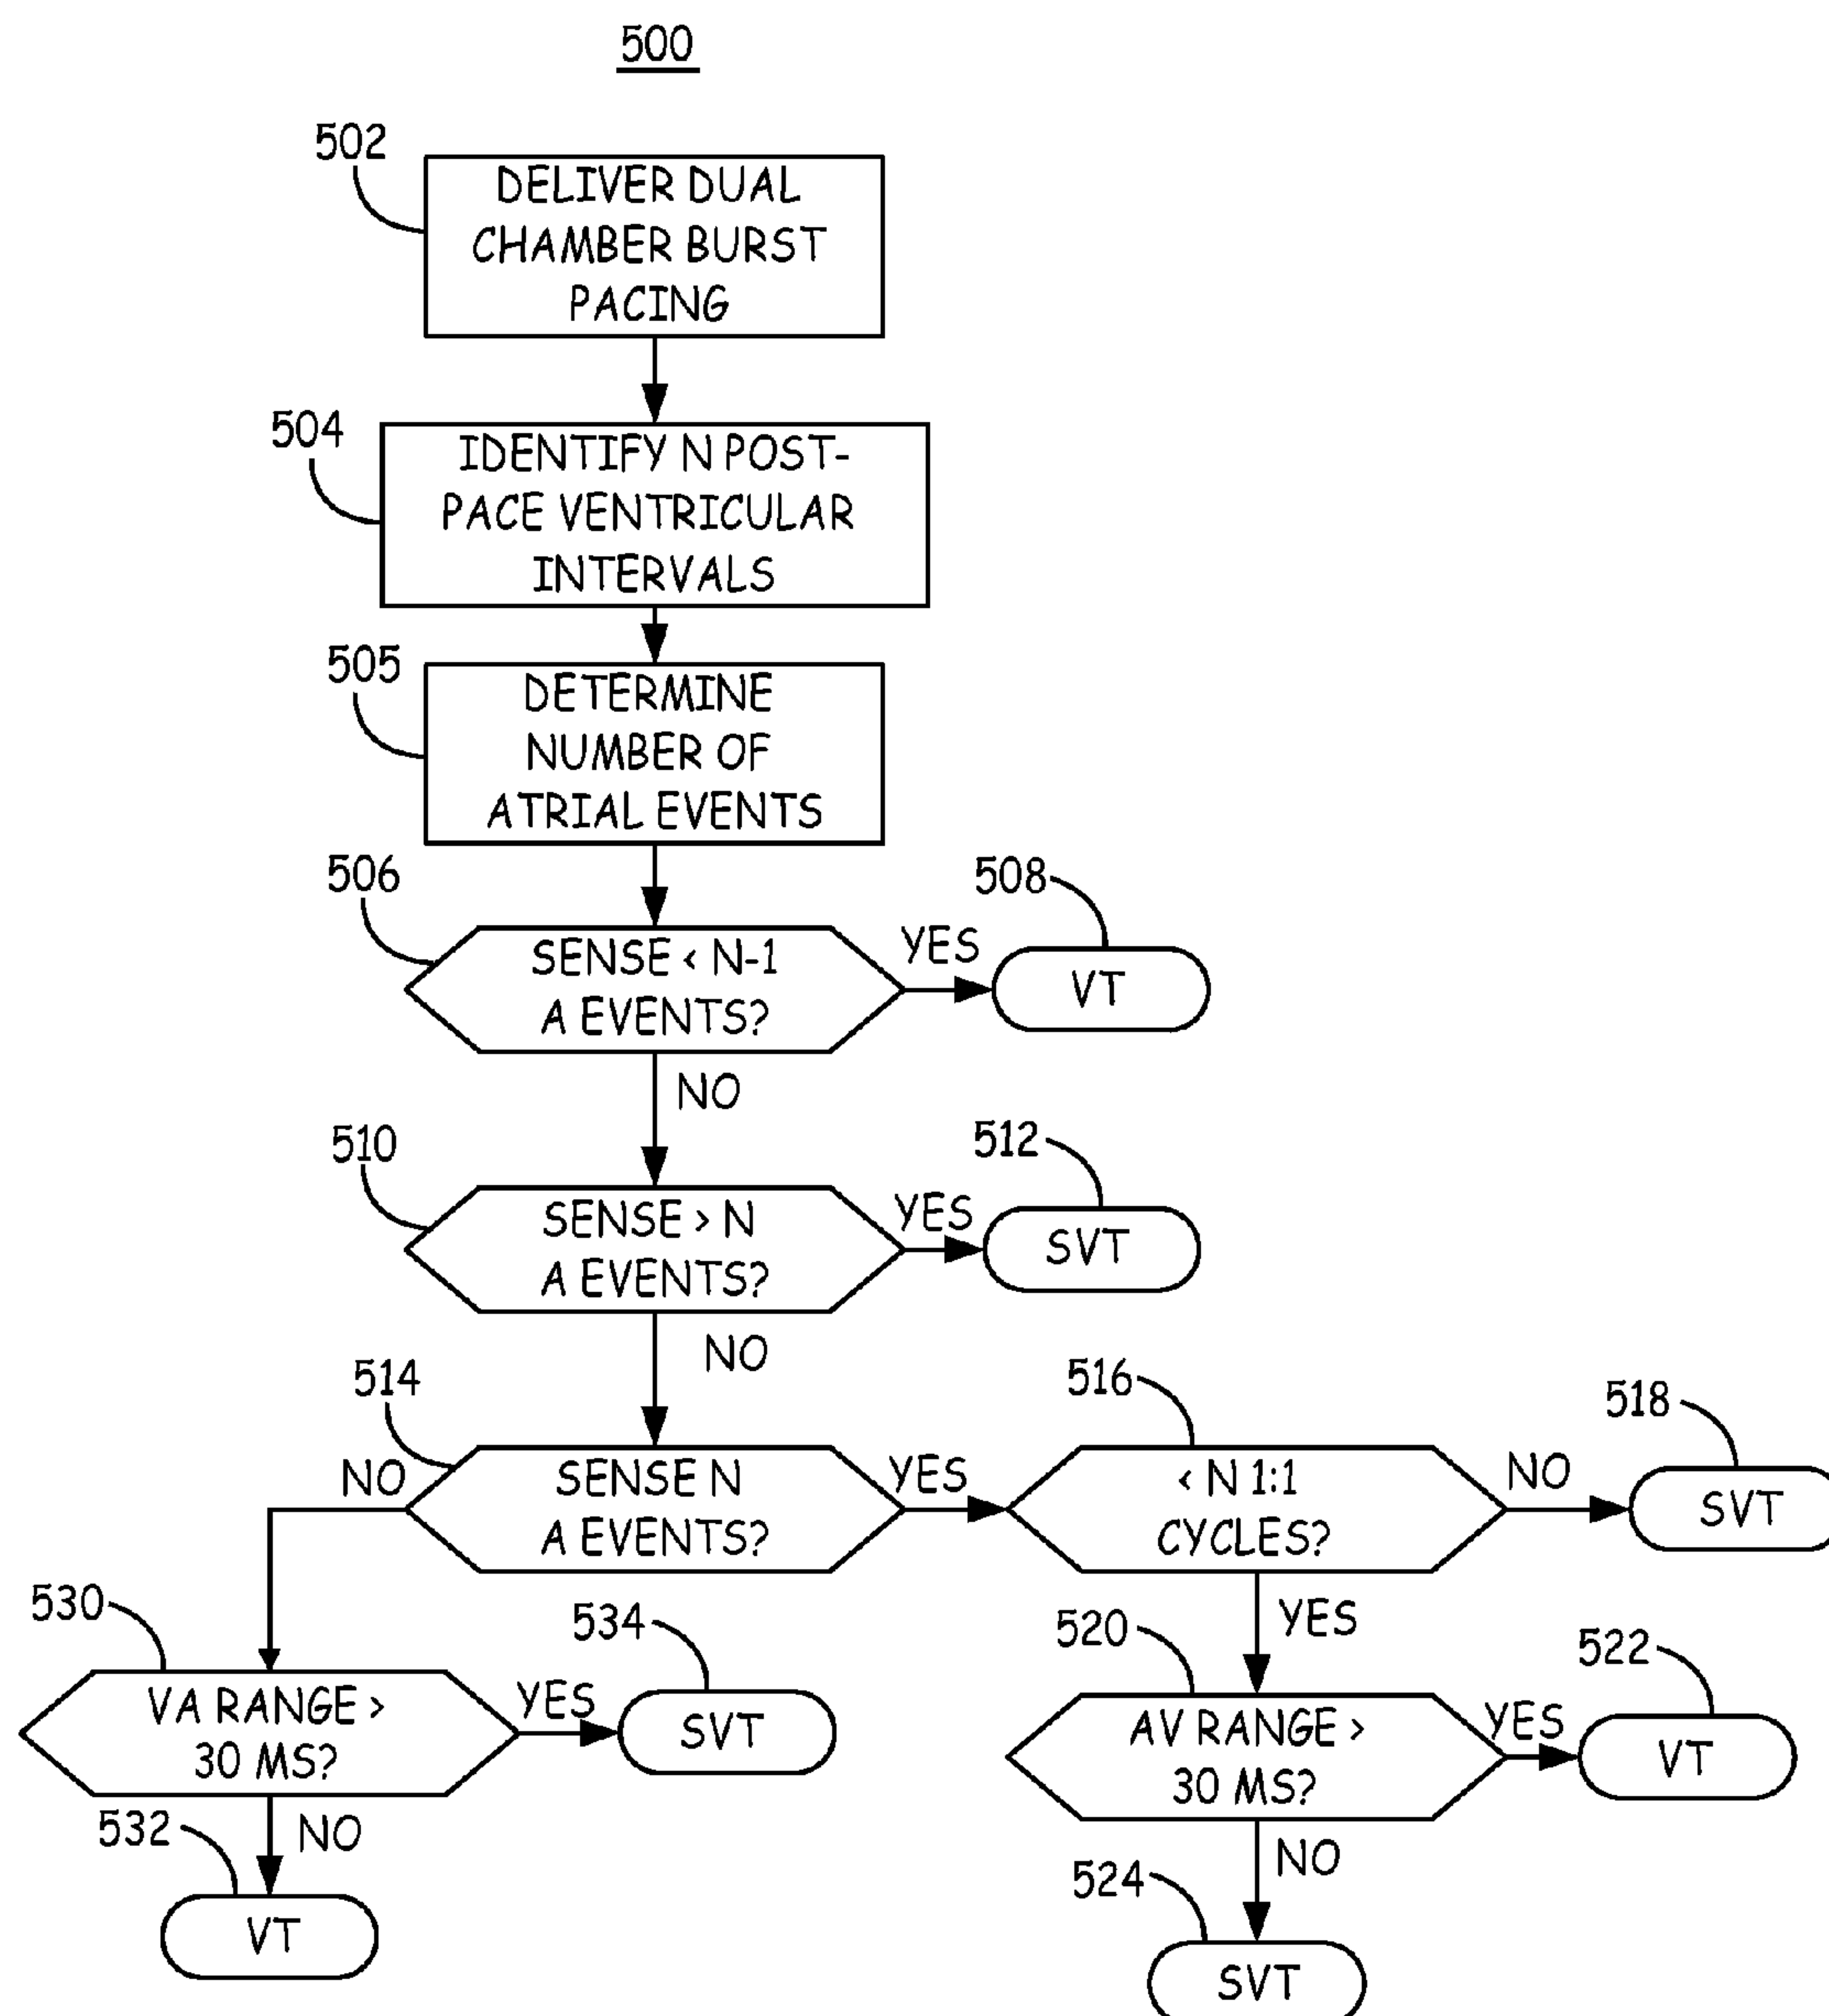 500
502
DELIVER DUAL
CHAMBER BURST
PACING
504
IDENTIFY N POST-
PACE VENTRICULAR
INTERVALS
505
DETERMINE
NUMBER OF
ATRIAL EVENTS
506
SENSE < N-1
A EVENTS?
YES
508
VT
NO
510
SENSE > N
A EVENTS?
YES
512
SVT
NO
514
SENSE N
A EVENTS?
NO
YES
516
< N 1:1
CYCLES?
NO
518
SVT
YES
530
VA RANGE >
30 MS?
YES
534
SVT
NO
532
VT
520
AV RANGE >
30 MS?
YES
522
VT
NO
524
SVT